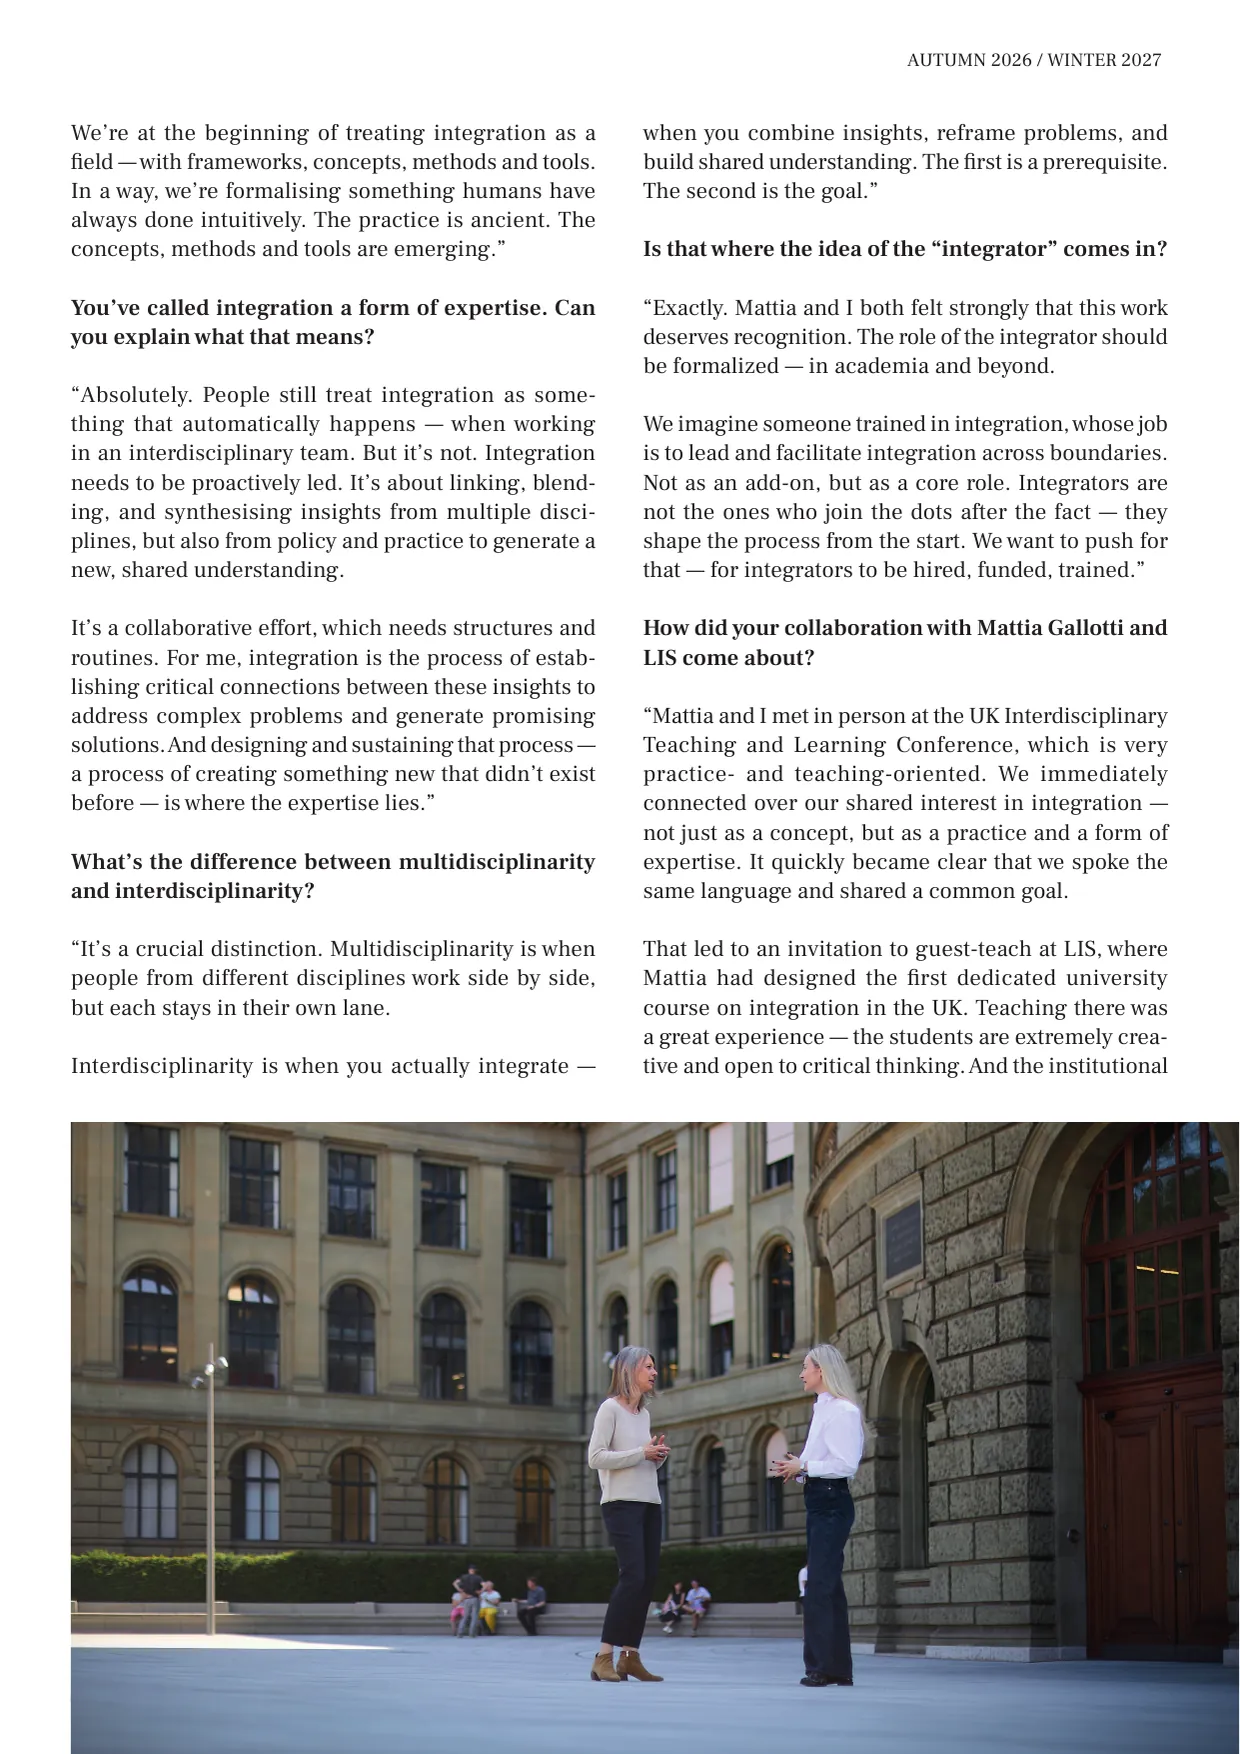 AUTUMN 2026 / WINTER 2027
We’re at the beginning of treating integration as a
field — with frameworks, concepts, methods and tools.
In a way, we’re formalising something humans have
always done intuitively. The practice is ancient. The
concepts, methods and tools are emerging.”
You’ve called integration a form of expertise. Can
you explain what that means?
“Absolutely. People still treat integration as some-
thing that automatically happens — when working
in an interdisciplinary team. But it’s not. Integration
needs to be proactively led. It’s about linking, blend-
ing, and synthesising insights from multiple disci-
plines, but also from policy and practice to generate a
new, shared understanding.
It’s a collaborative effort, which needs structures and
routines. For me, integration is the process of estab-
lishing critical connections between these insights to
address complex problems and generate promising
solutions. And designing and sustaining that process —
a process of creating something new that didn’t exist
before — is where the expertise lies.”
What’s the difference between multidisciplinarity
and interdisciplinarity?
“It’s a crucial distinction. Multidisciplinarity is when
people from different disciplines work side by side,
but each stays in their own lane.
Interdisciplinarity is when you actually integrate —
when you combine insights, reframe problems, and
build shared understanding. The first is a prerequisite.
The second is the goal.”
Is that where the idea of the “integrator” comes in?
“Exactly. Mattia and I both felt strongly that this work
deserves recognition. The role of the integrator should
be formalized — in academia and beyond.
We imagine someone trained in integration, whose job
is to lead and facilitate integration across boundaries.
Not as an add-on, but as a core role. Integrators are
not the ones who join the dots after the fact — they
shape the process from the start. We want to push for
that — for integrators to be hired, funded, trained.”
How did your collaboration with Mattia Gallotti and
LIS come about?
“Mattia and I met in person at the UK Interdisciplinary
Teaching and Learning Conference, which is very
practice- and teaching-oriented. We immediately
connected over our shared interest in integration —
not just as a concept, but as a practice and a form of
expertise. It quickly became clear that we spoke the
same language and shared a common goal.
That led to an invitation to guest-teach at LIS, where
Mattia had designed the first dedicated university
course on integration in the UK. Teaching there was
a great experience — the students are extremely crea-
tive and open to critical thinking. And the institutional